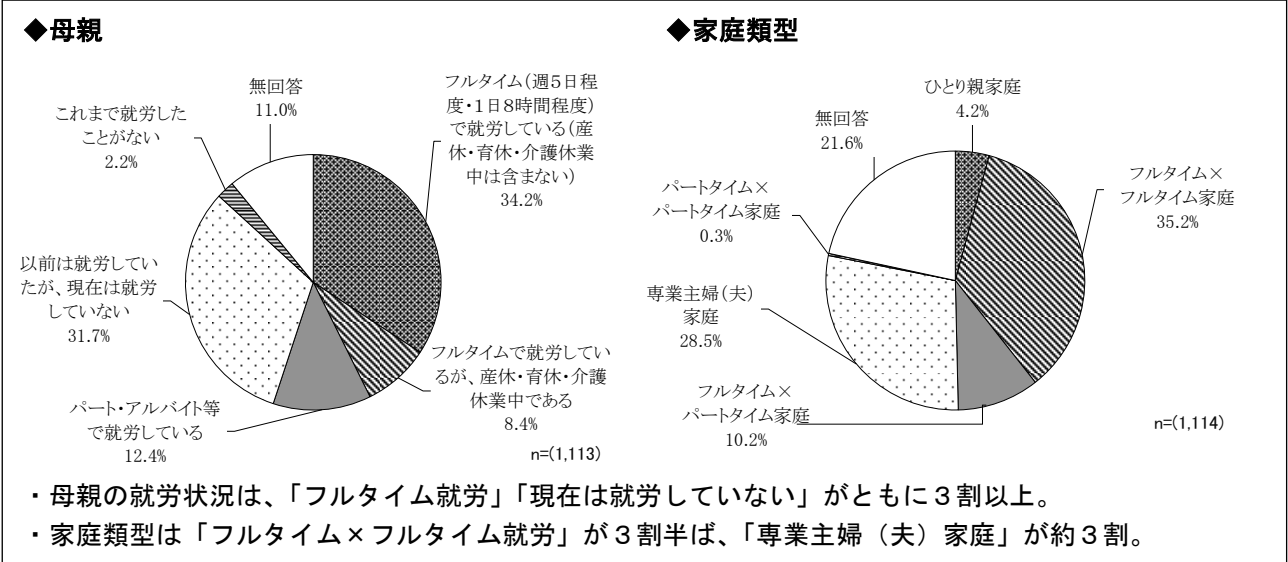 ◆母親
無回答
11.0%
これまで就労した
ことがない
2.2%
フルタイム(週5日程
度・1日8時間程度)
で就労している(産
休・育休・介護休業
中は含まない)
34.2%
以前は就労してい
たが、現在は就労
していない
31.7%
フルタイムで就労してい
るが、産休・育休・介護
休業中である
8.4%
パート・アルバイト等
で就労している
12.4%
n=(1,113)
◆家庭類型
ひとり親家庭
4.2%
無回答
21.6%
フルタイム×
フルタイム家庭
35.2%
パートタイム×
パートタイム家庭
0.3%
専業主婦(夫)
家庭
28.5%
フルタイム×
パートタイム家庭
10.2%
n=(1,114)
・母親の就労状況は、「フルタイム就労」「現在は就労していない」がともに３割以上。
・家庭類型は「フルタイム×フルタイム就労」が３割半ば、「専業主婦（夫）家庭」が約３割。